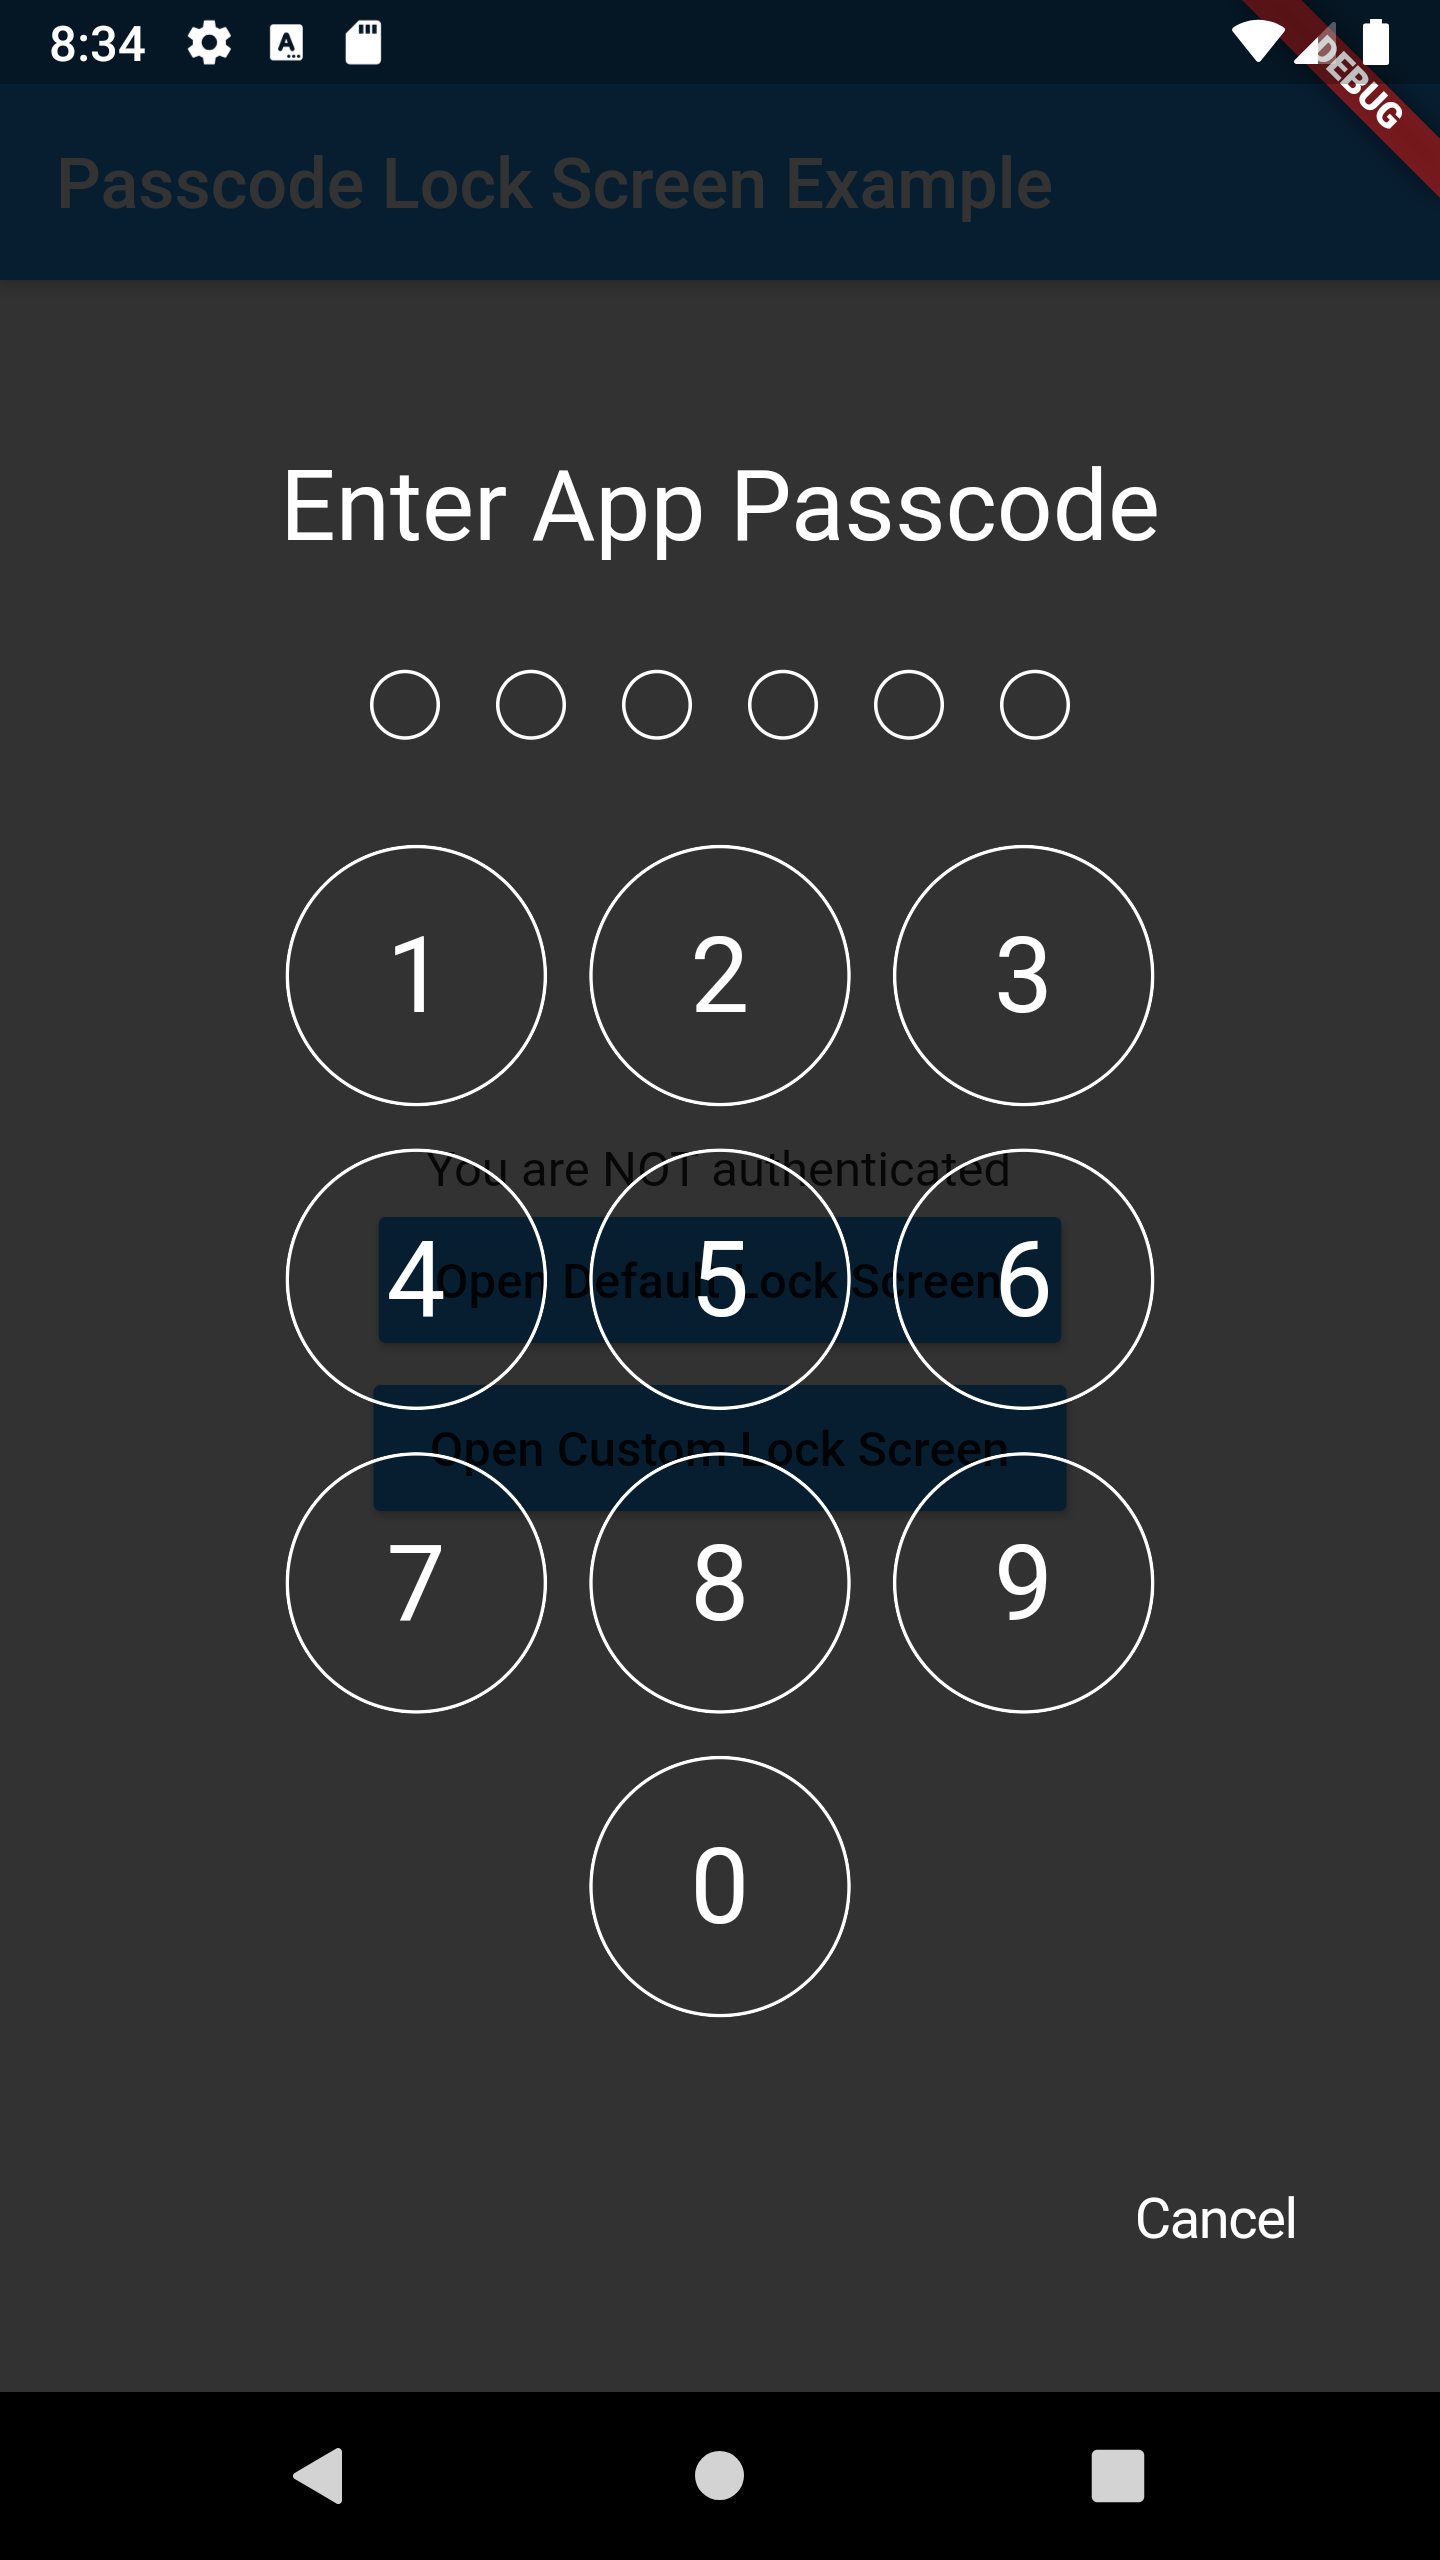 8:34
DEBUG
Passcode Lock Screen Example
Enter App Passcode
1 2 3
You are NOT authenticated
4 5 6
Open Default Lock Screen
Open Custom Lock Screen
7 8 9
0
Cancel